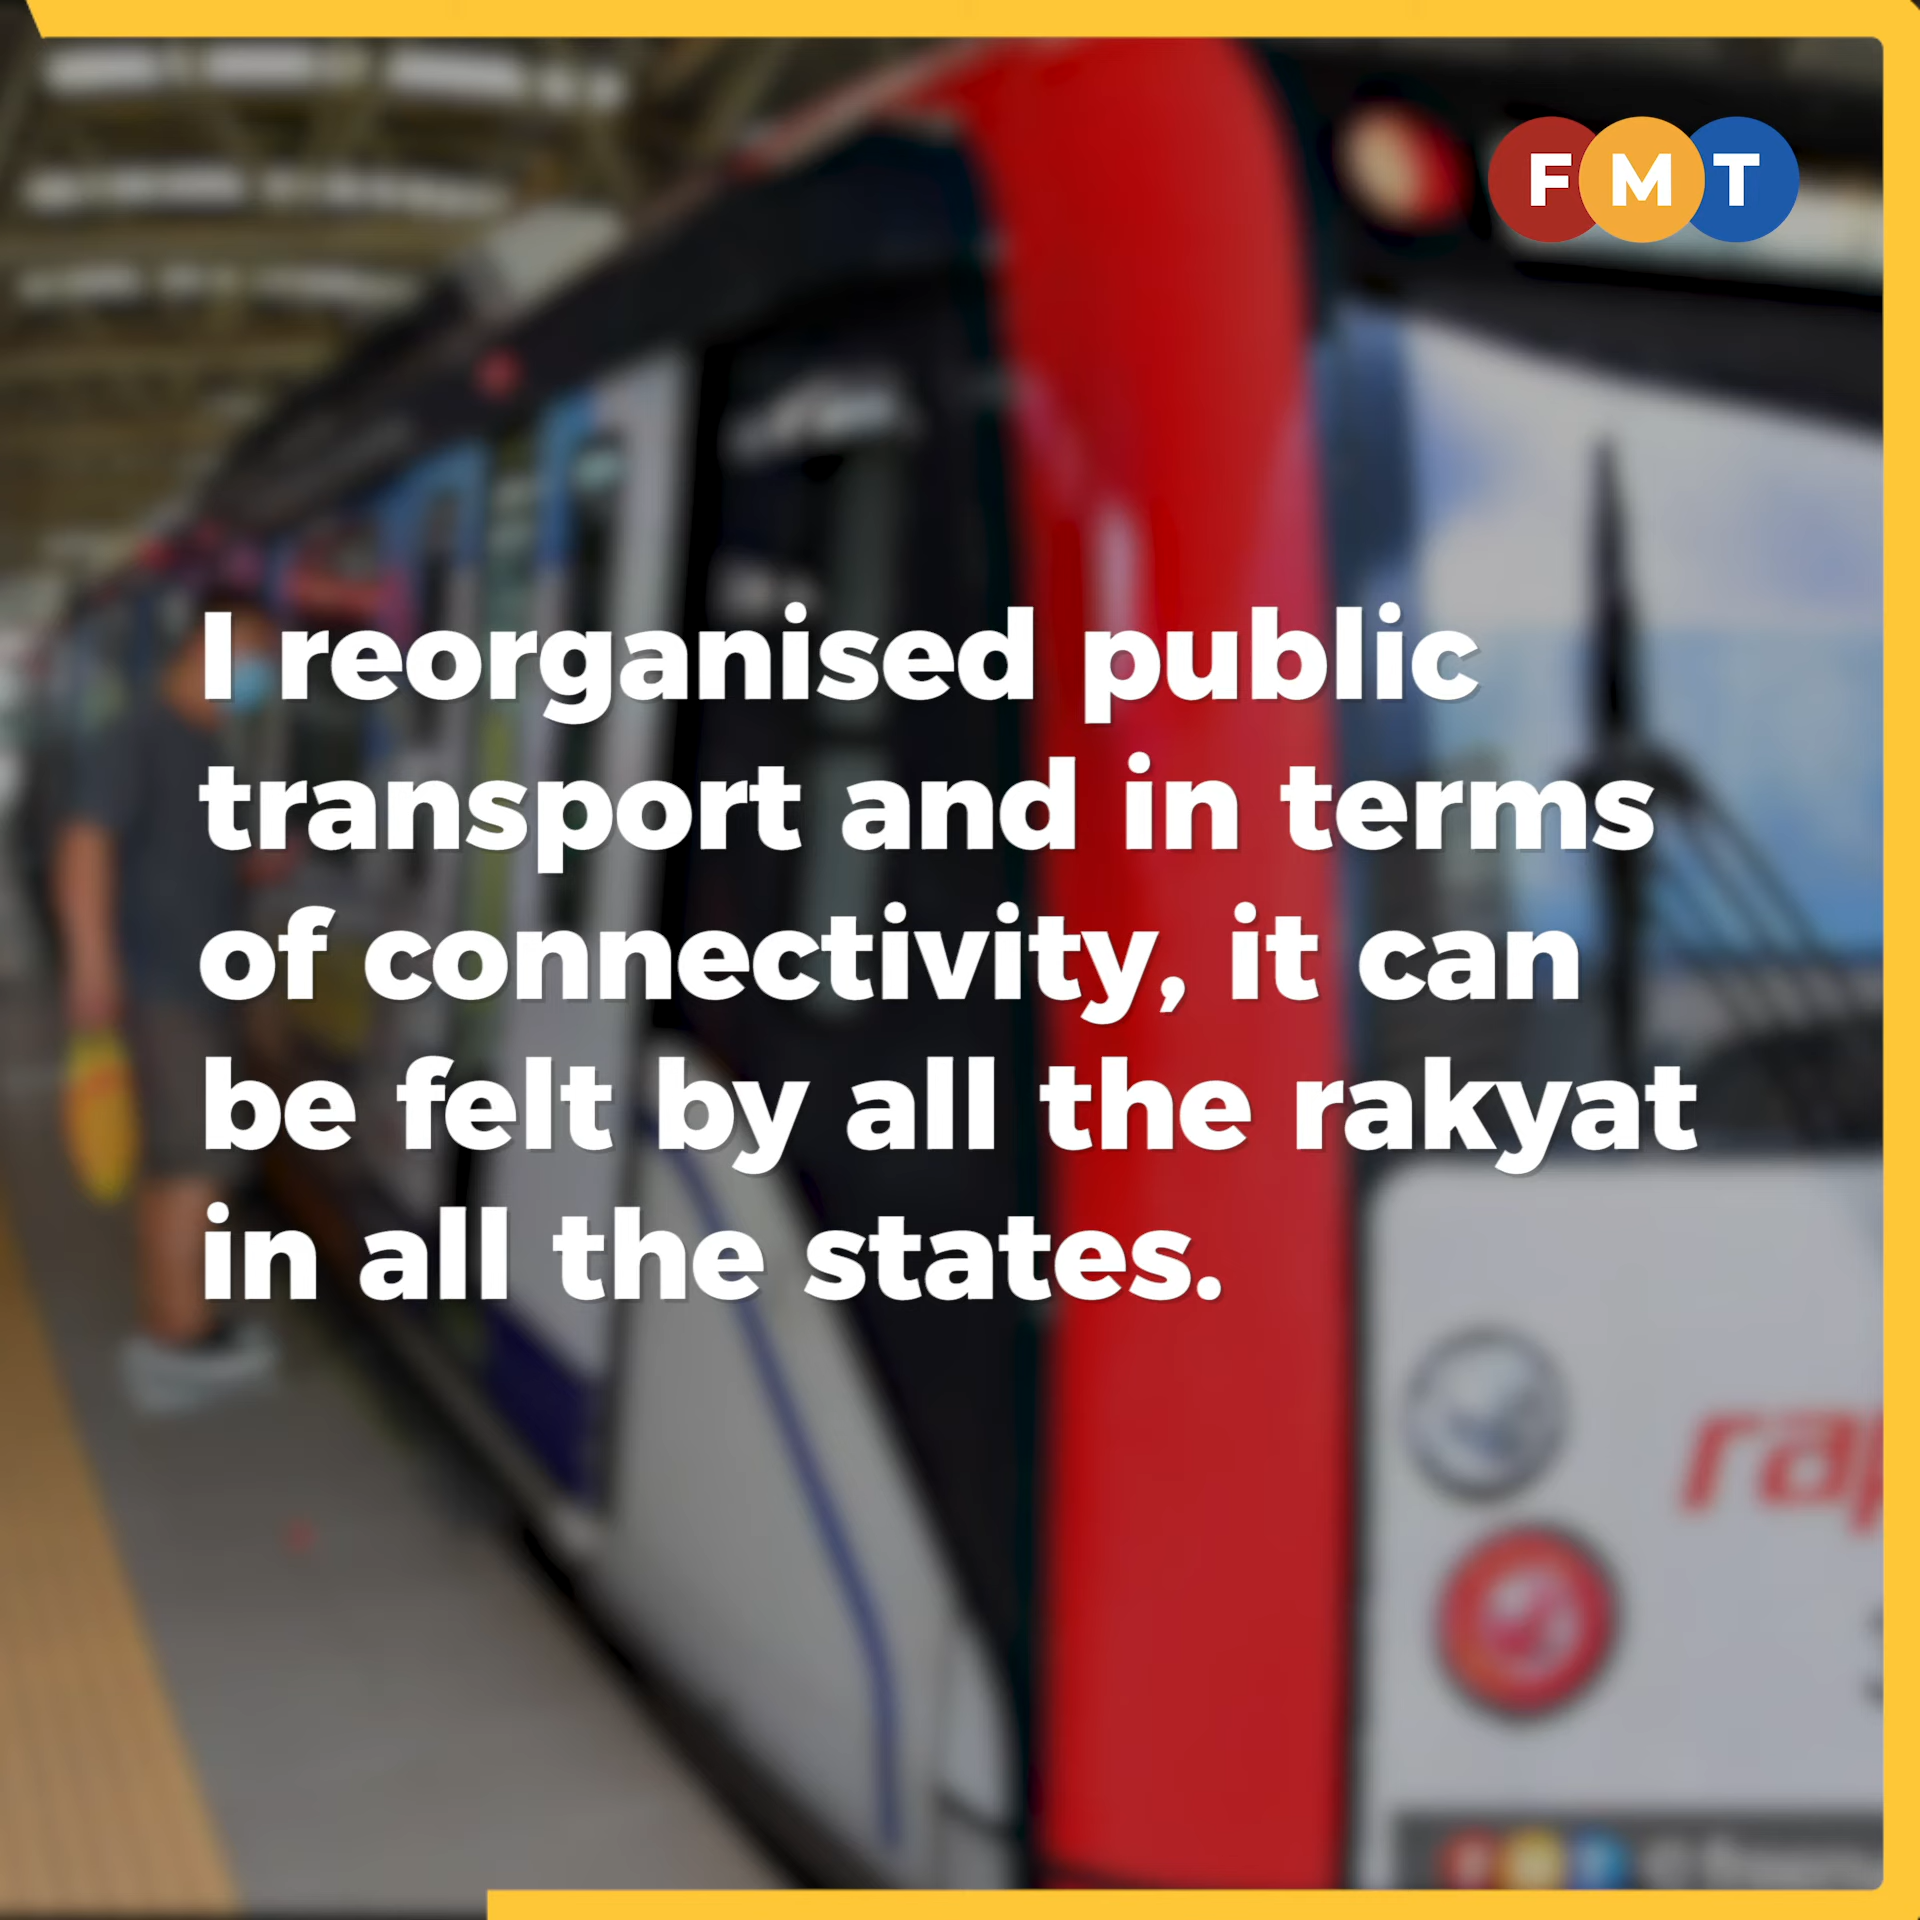 FMT
I reorganised public
transport and in terms
of connectivity, it can
be felt by all the rakyat
in all the states.